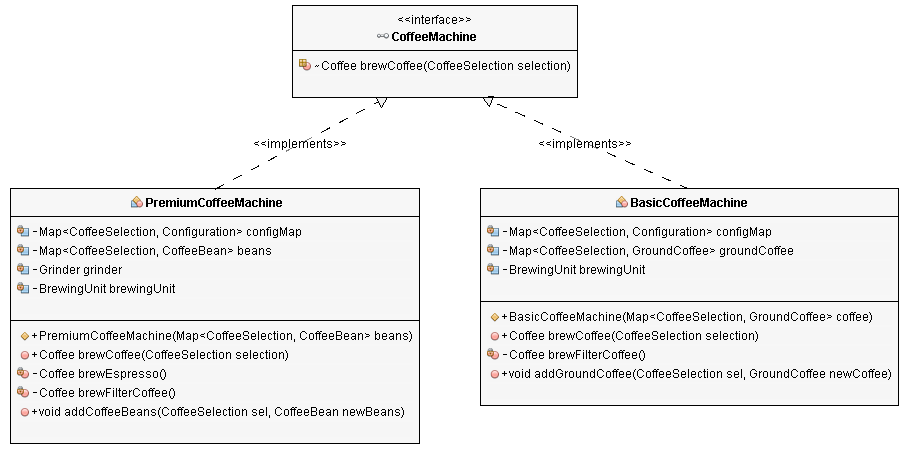 <<interface>>
CoffeeMachine
~ Coffee brewCoffee(CoffeeSelection selection)
<<implements>>
<<implements>>
PremiumCoffeeMachine
- Map<CoffeeSelection, Configuration> configMap
- Map<CoffeeSelection, CoffeeBean> beans
- Grinder grinder
- BrewingUnit brewingUnit
+ PremiumCoffeeMachine(Map<CoffeeSelection, CoffeeBean> beans)
+ Coffee brewCoffee(CoffeeSelection selection)
- Coffee brewEspresso()
- Coffee brewFilterCoffee()
+ void addCoffeeBeans(CoffeeSelection sel, CoffeeBean newBeans)
BasicCoffeeMachine
- Map<CoffeeSelection, Configuration> configMap
- Map<CoffeeSelection, GroundCoffee> groundCoffee
- BrewingUnit brewingUnit
+ BasicCoffeeMachine(Map<CoffeeSelection, GroundCoffee> coffee)
+ Coffee brewCoffee(CoffeeSelection selection)
- Coffee brewFilterCoffee()
+ void addGroundCoffee(CoffeeSelection sel, GroundCoffee newCoffee)